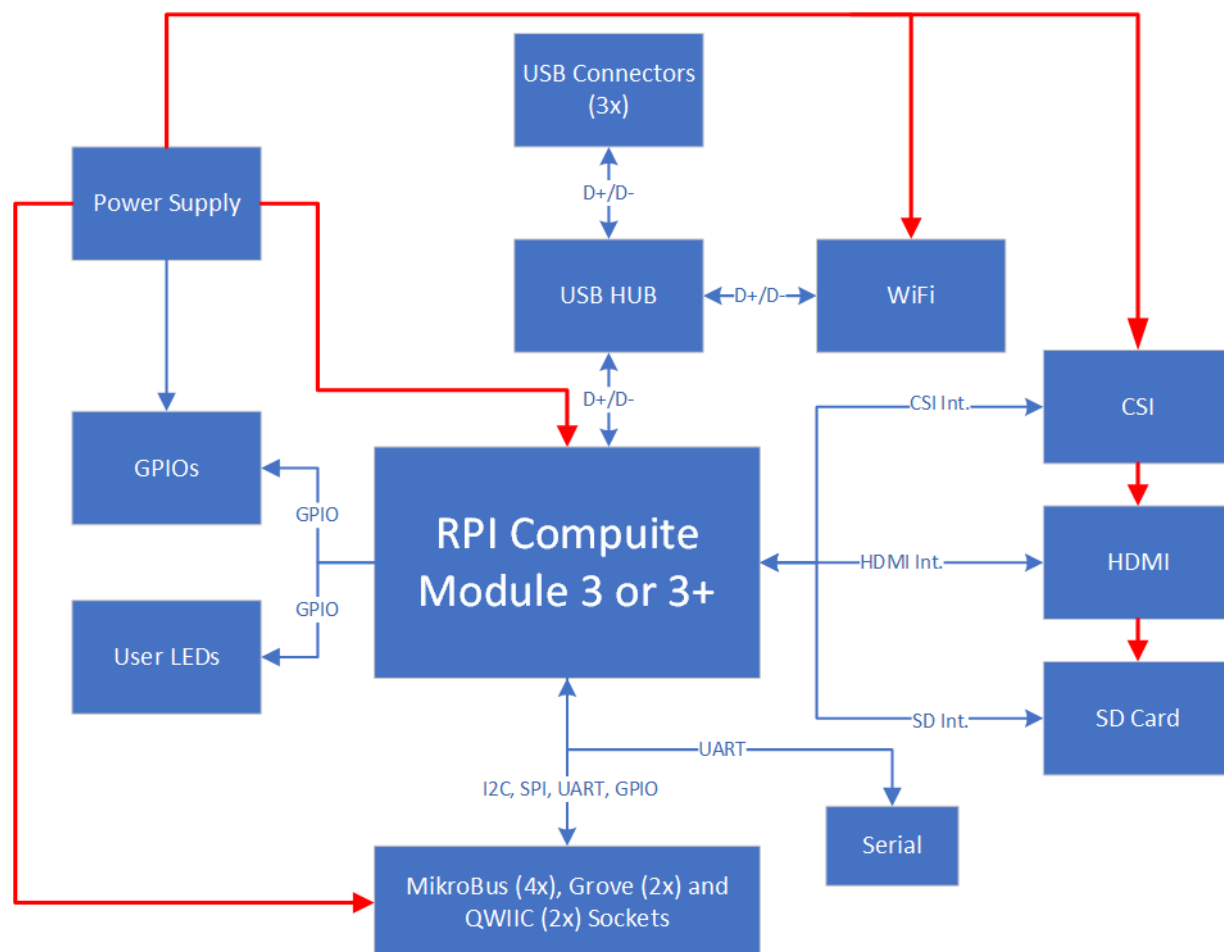 USB Connectors
(3x)
Power Supply
D+/D-
USB HUB
D+/D-
WiFi
D+/D-
CSI Int.
CSI
GPIOs
GPIO
RPI Compuite
Module 3 or 3+
HDMI Int.
HDMI
GPIO
User LEDs
SD Int.
SD Card
UART
I2C, SPI, UART, GPIO
Serial
MikroBus (4x), Grove (2x) and
QWIIC (2x) Sockets